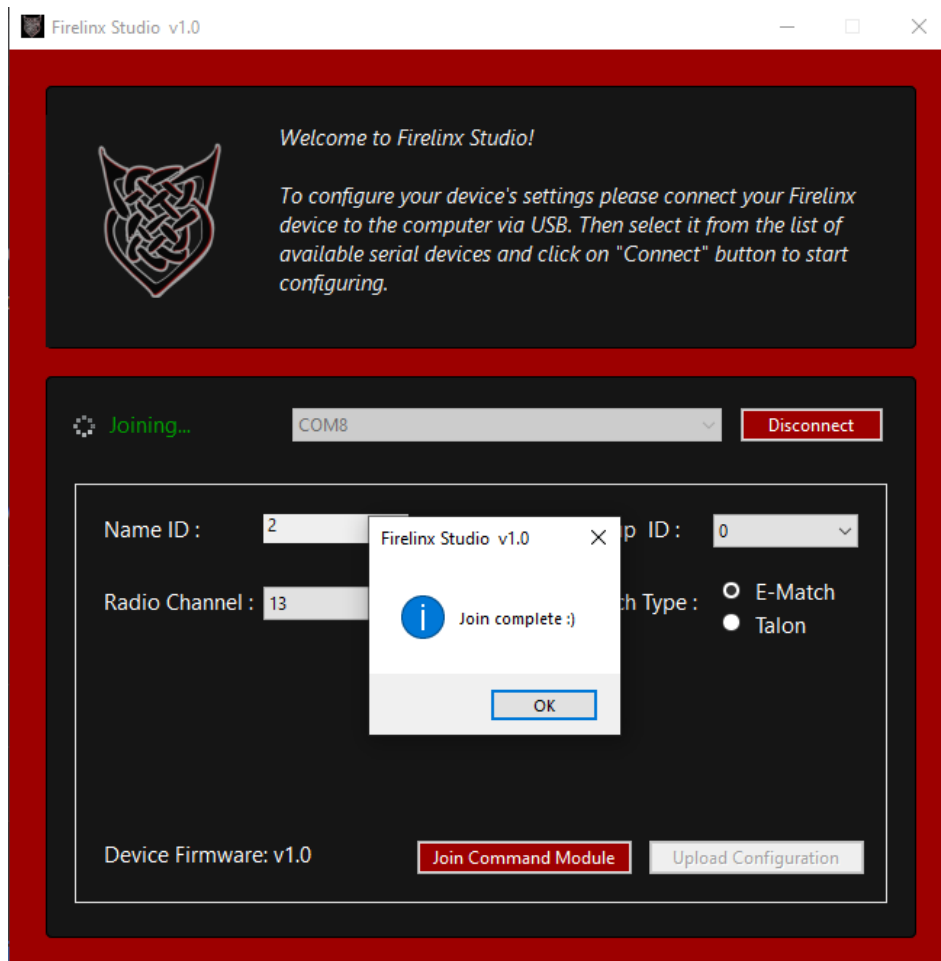 Firelinx Studio v1.0
Welcome to Firelinx Studio!
To configure your device's settings please connect your Firelinx
device to the computer via USB. Then select it from the list of
available serial devices and click on "Connect" button to start
configuring.
Joining...
COM8
Disconnect
Name ID :
2
ID :
0
Radio Channel :
13
Type :
E-Match
Talon
Firelinx Studio v1.0
Join complete :)
OK
Device Firmware: v1.0
Join Command Module
Upload Configuration